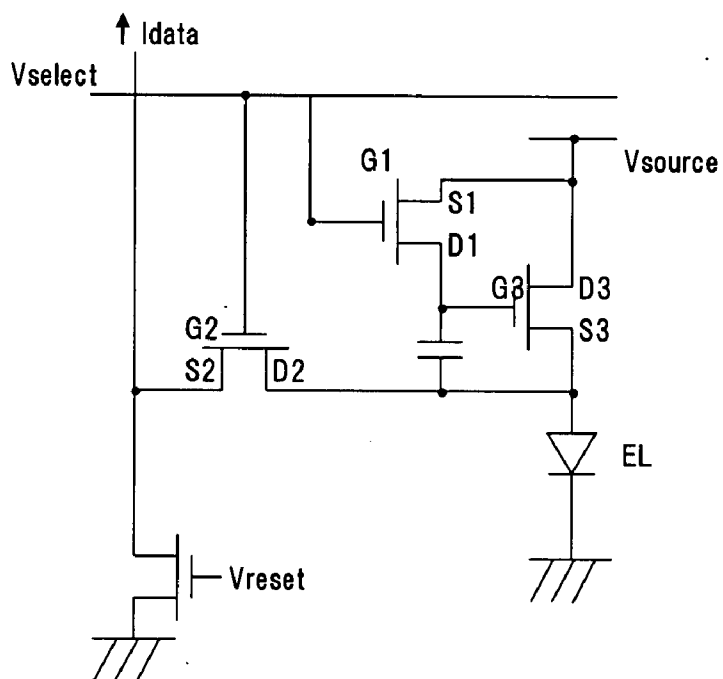 Idata
Vselect
G1
Vsource
S1
D1
G3
D3
G2
S3
S2
D2
EL
Vreset